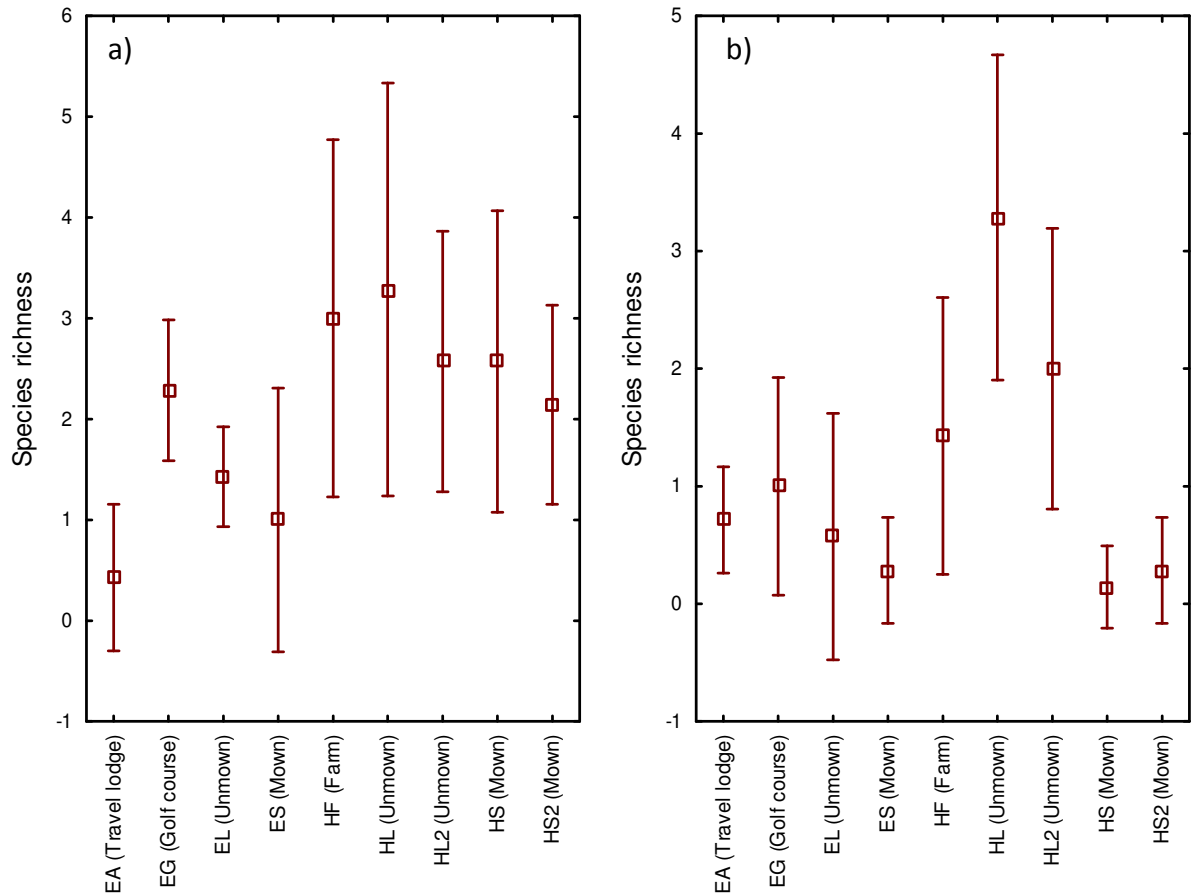 a)
Species richness
6
5
4
3
2
1
0
-1
EA (Travel lodge)
EG (Golf course)
EL (Unmown)
ES (Mown)
HF (Farm)
HL (Unmown)
HL2 (Unmown)
HS (Mown)
HS2 (Mown)
b)
Species richness
5
4
3
2
1
0
-1
EA (Travel lodge)
EG (Golf course)
EL (Unmown)
ES (Mown)
HF (Farm)
HL (Unmown)
HL2 (Unmown)
HS (Mown)
HS2 (Mown)